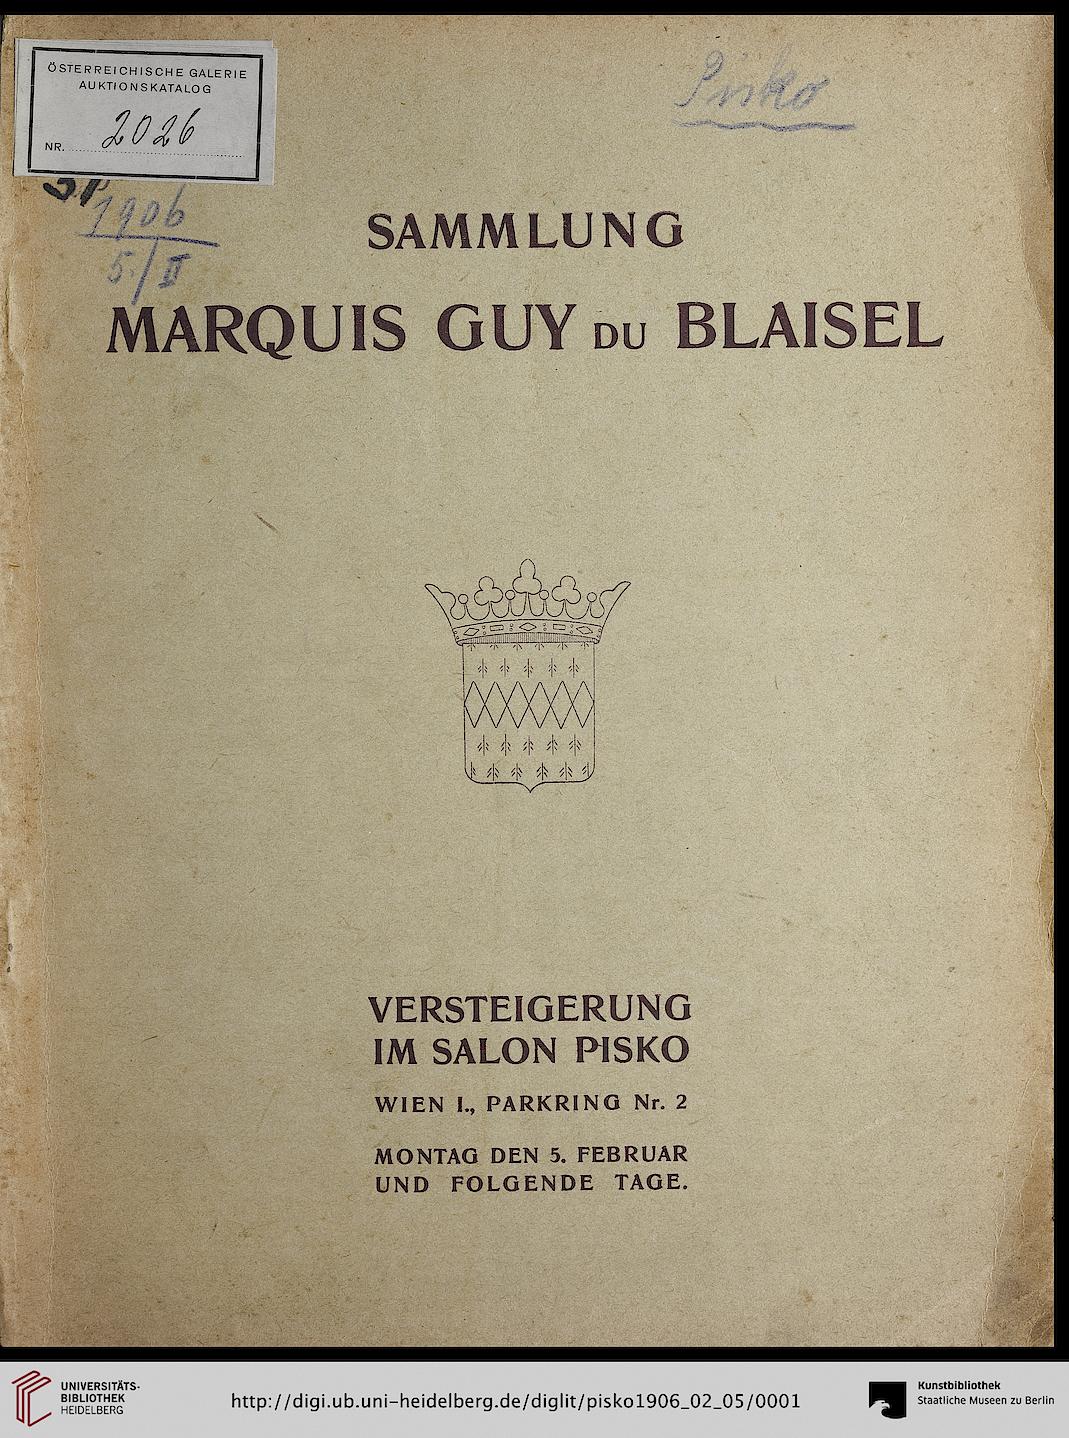 ÖSTERREICHISCHE GALERIE
AUKTIONSKATALOG
NR. 2026
Pisko
1906
5./II
SAMMLUNG
MARQUIS GUY DU BLAISEL
VERSTEIGERUNG
IM SALON PISKO
WIEN I., PARKRING Nr. 2
MONTAG DEN 5. FEBRUAR
UND FOLGENDE TAGE.
UNIVERSITÄTS-
BIBLIOTHEK
HEIDELBERG
http://digi.ub.uni-heidelberg.de/diglit/pisko1906_02_05/0001
Kunstbibliothek
Staatliche Museen zu Berlin